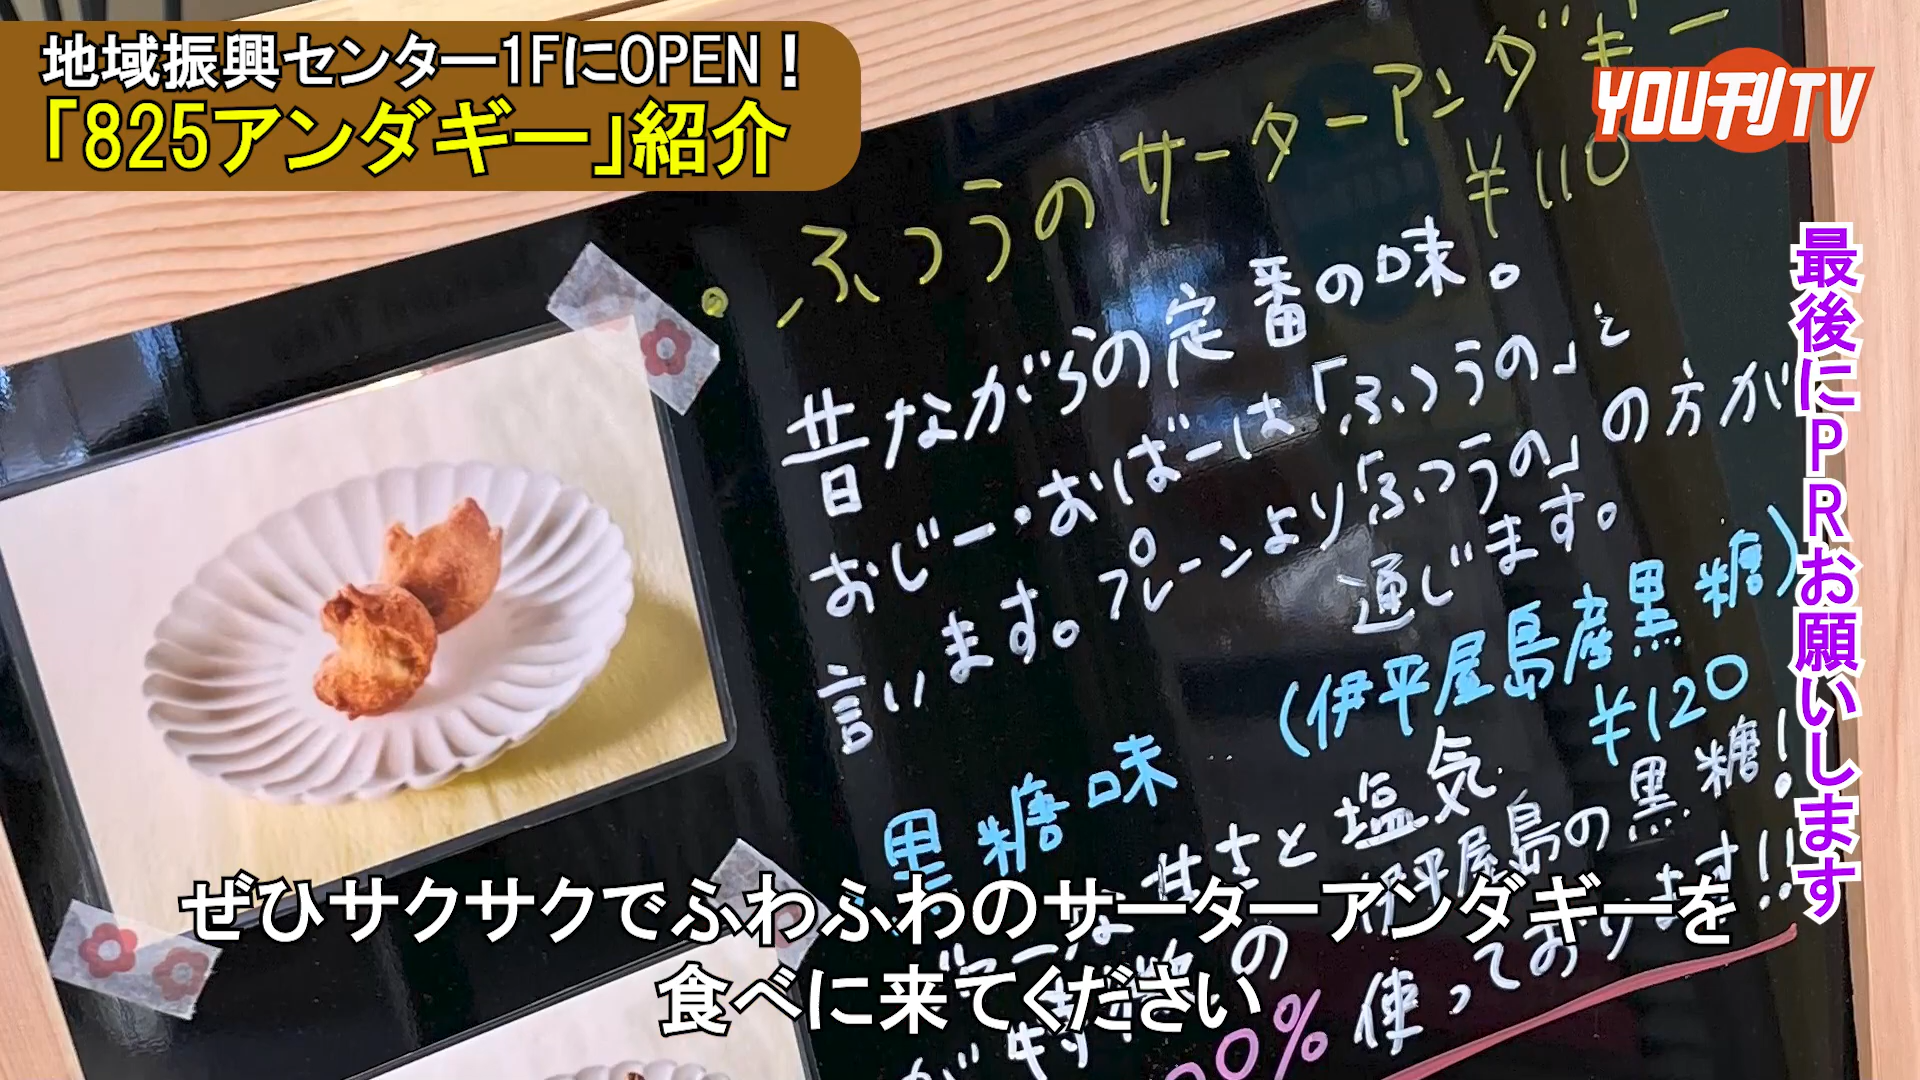 地域振興センター1FにOPEN！
「825アンダギー」紹介
YOU刊TV
最後にPRお願いします
・ふつうのサーターアンダギー
¥110
昔ながらの定番の味。
おじー・おばーは「ふつうの」と
言います。プレーンより「ふつうの」の方が
通じます。
黒糖味 (伊平屋島産黒糖)
¥120
甘さと塩気
が特
伊平屋島の黒糖!
00%使っております!!
ぜひサクサクでふわふわのサーターアンダギーを
食べに来てください